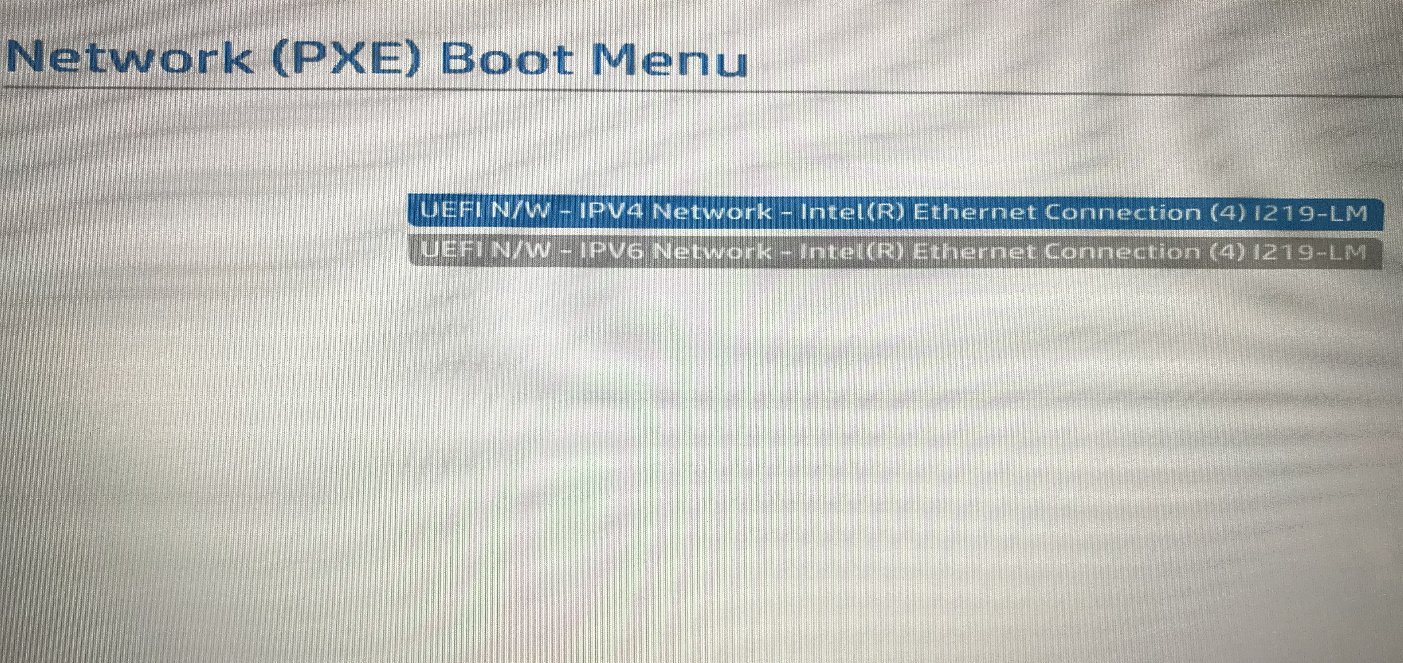 Network (PXE) Boot Menu
UEFI N/W - IPV4 Network - Intel(R) Ethernet Connection (4) I219-LM
UEFI N/W - IPV6 Network - Intel(R) Ethernet Connection (4) I219-LM